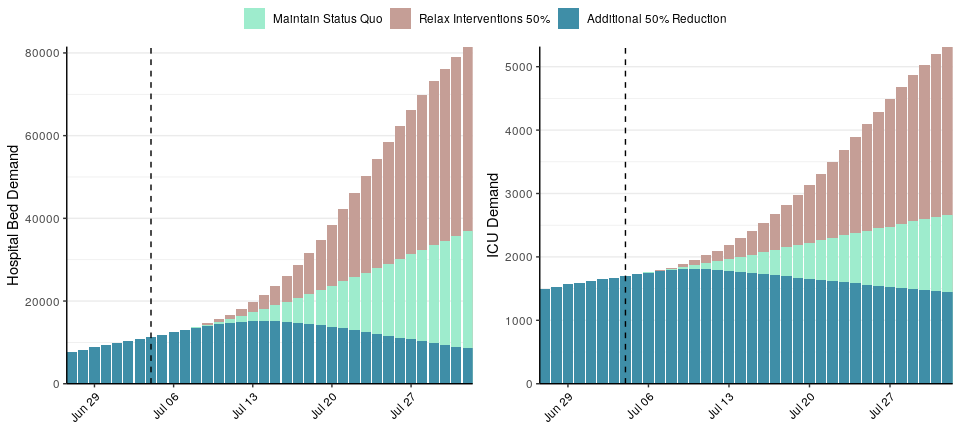 Maintain Status Quo Relax Interventions 50% Additional 50% Reduction
Hospital Bed Demand
80000
60000
40000
20000
0
Jun 29 Jul 06 Jul 13 Jul 20 Jul 27
ICU Demand
5000
4000
3000
2000
1000
0
Jun 29 Jul 06 Jul 13 Jul 20 Jul 27